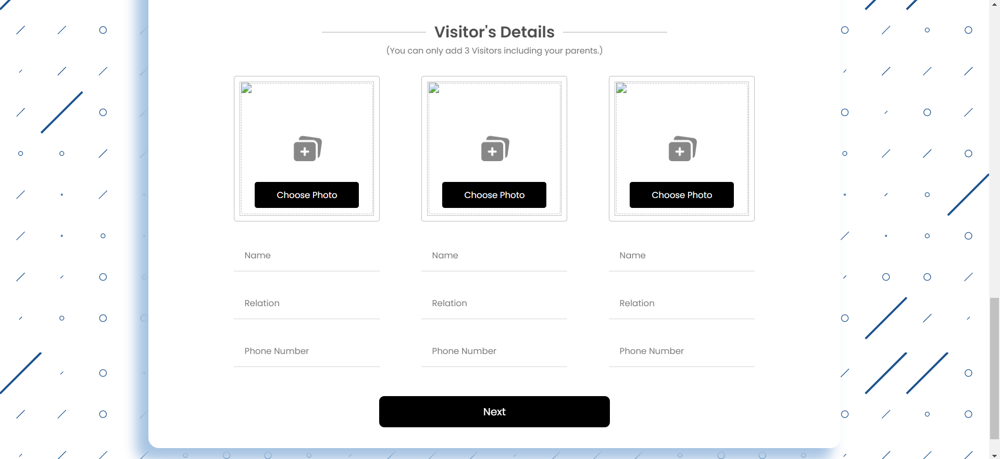 Visitor's Details
(You can only add 3 Visitors including your parents.)
Choose Photo Choose Photo Choose Photo
Name Name Name
Relation Relation Relation
Phone Number Phone Number Phone Number
Next